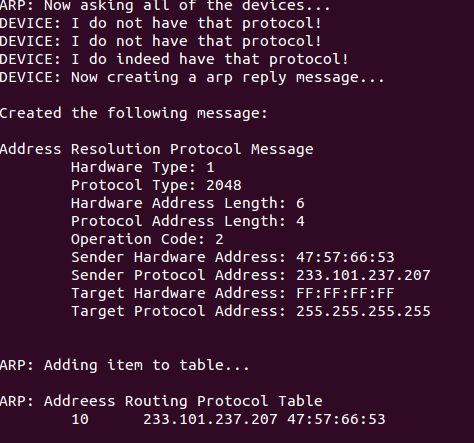 ARP: Now asking all of the devices...
DEVICE: I do not have that protocol!
DEVICE: I do not have that protocol!
DEVICE: I do indeed have that protocol!
DEVICE: Now creating a arp reply message...
Created the following message:
Address Resolution Protocol Message
Hardware Type: 1
Protocol Type: 2048
Hardware Address Length: 6
Protocol Address Length: 4
Operation Code: 2
Sender Hardware Address: 47:57:66:53
Sender Protocol Address: 233.101.237.207
Target Hardware Address: FF:FF:FF:FF
Target Protocol Address: 255.255.255.255
ARP: Adding item to table...
ARP: Addreess Routing Protocol Table
10 233.101.237.207 47:57:66:53